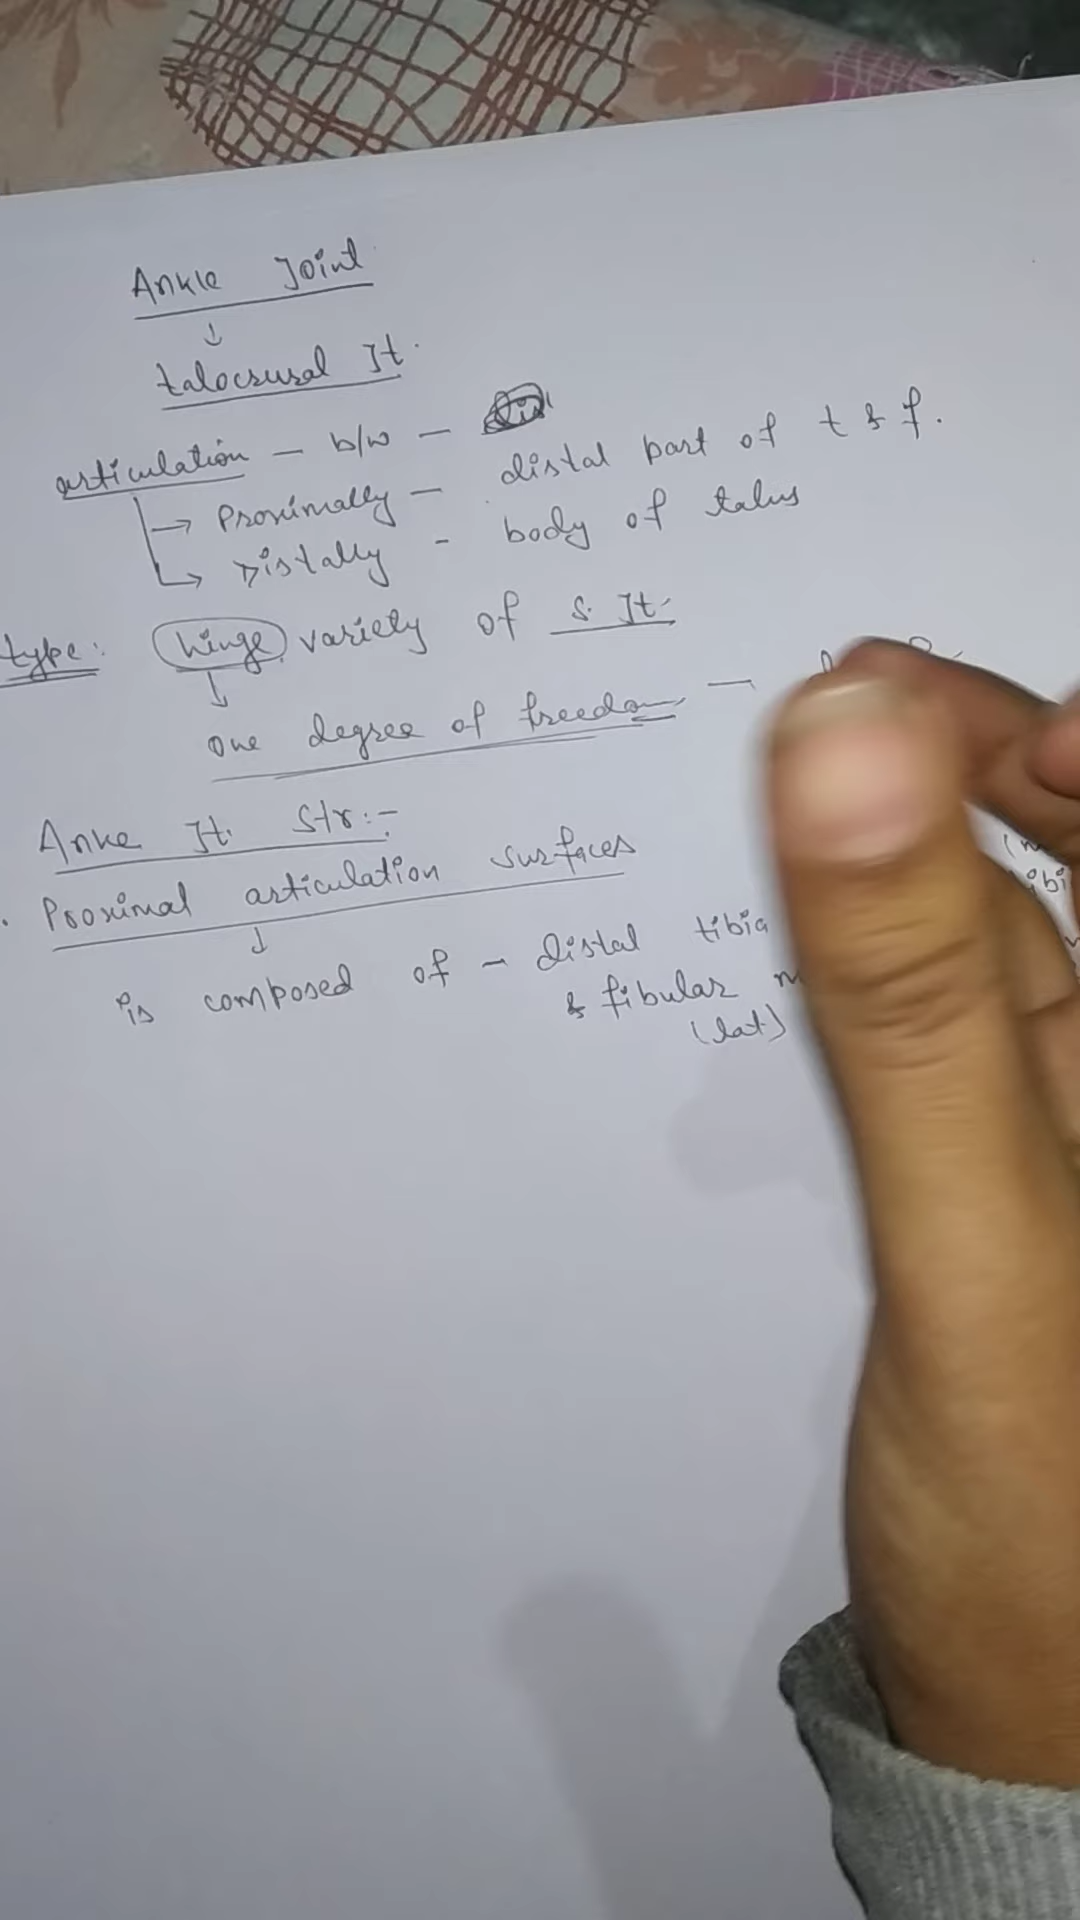 Ankle Joint
↓
talocrural Jt.
articulation — b/w —
→ Proximally — distal part of t & f.
→ Distally - body of talus
type: hinge variety of S. Jt.
↓
one degree of freedom —
Anke Jt. Str:-
Proximal articulation surfaces
↓
is composed of - distal tibia
& fibular
(lat)